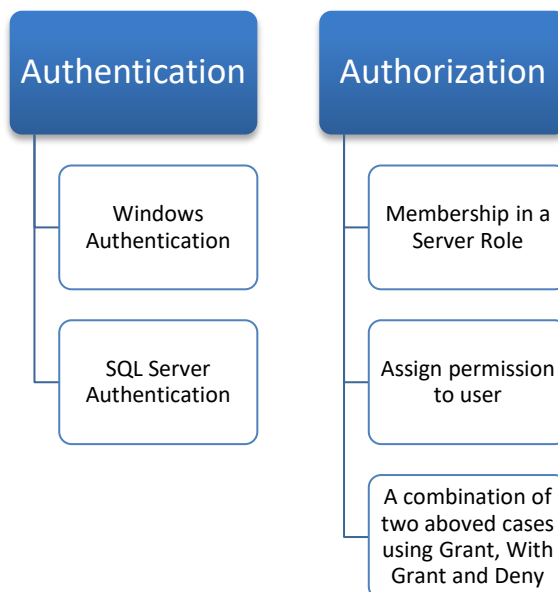 Authentication
Windows
Authentication
SQL Server
Authentication
Authorization
Membership in a
Server Role
Assign permission
to user
A combination of
two aboved cases
using Grant, With
Grant and Deny